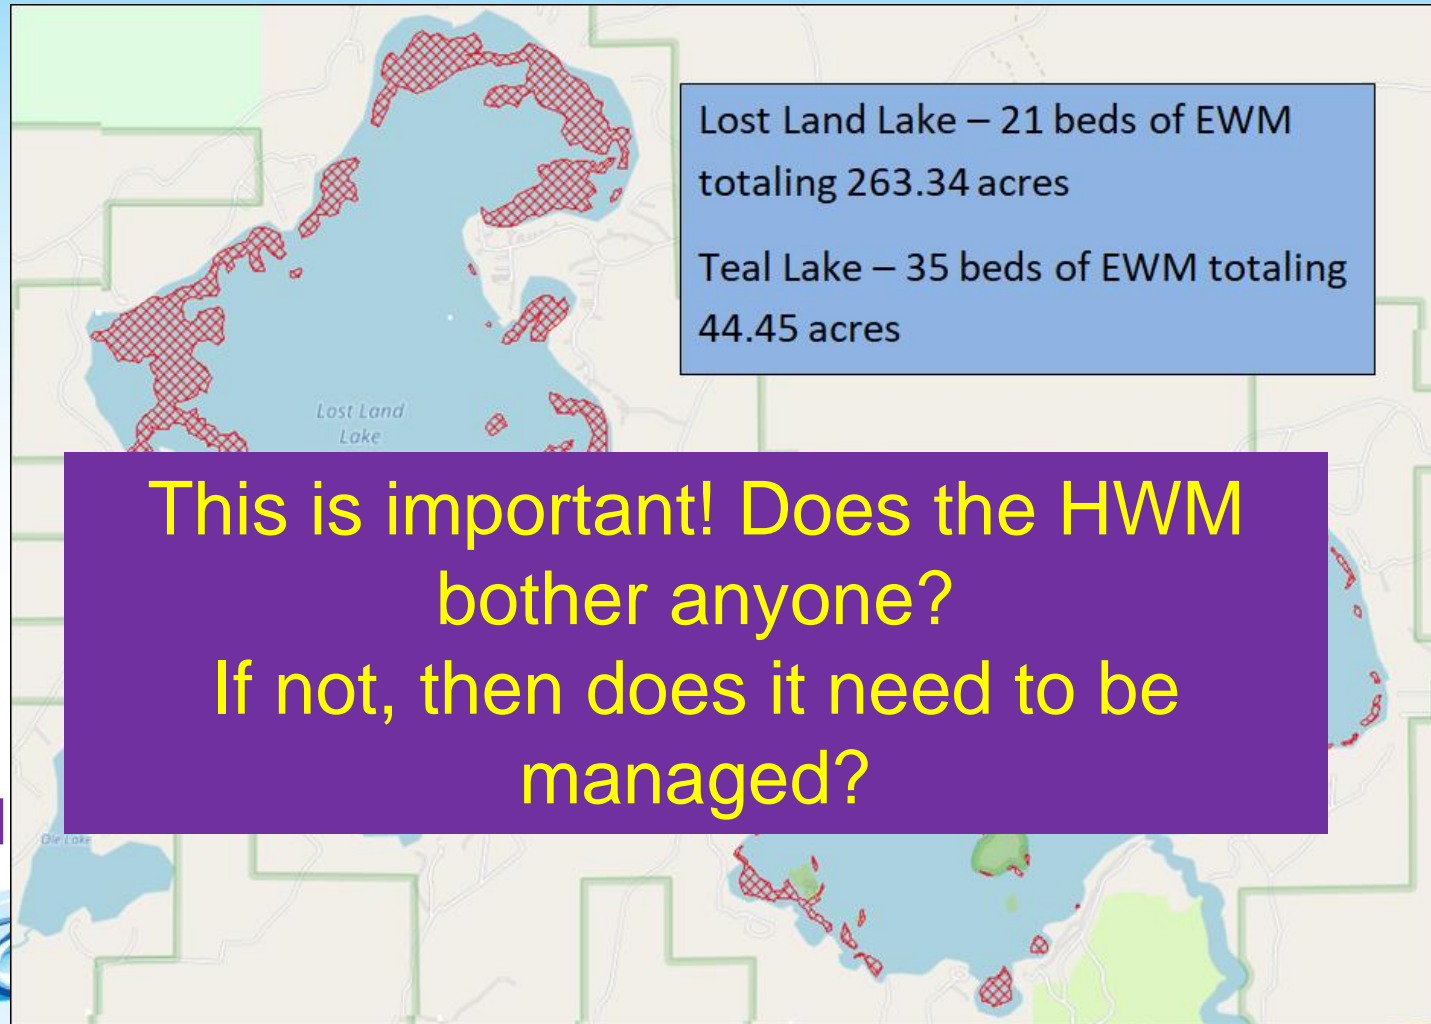 Lost Land Lake – 21 beds of EWM
totaling 263.34 acres
Teal Lake – 35 beds of EWM totaling
44.45 acres
Lost Land
Lake
This is important! Does the HWM
bother anyone?
If not, then does it need to be
managed?
Ole Lake